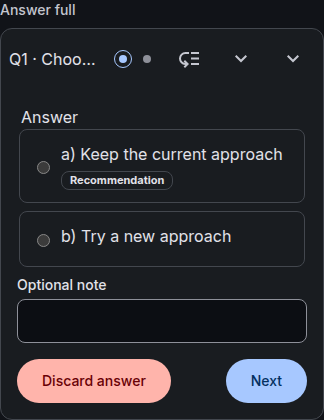 Answer full
Q1 · Choo...
Answer
a) Keep the current approach
Recommendation
b) Try a new approach
Optional note
Discard answer
Next